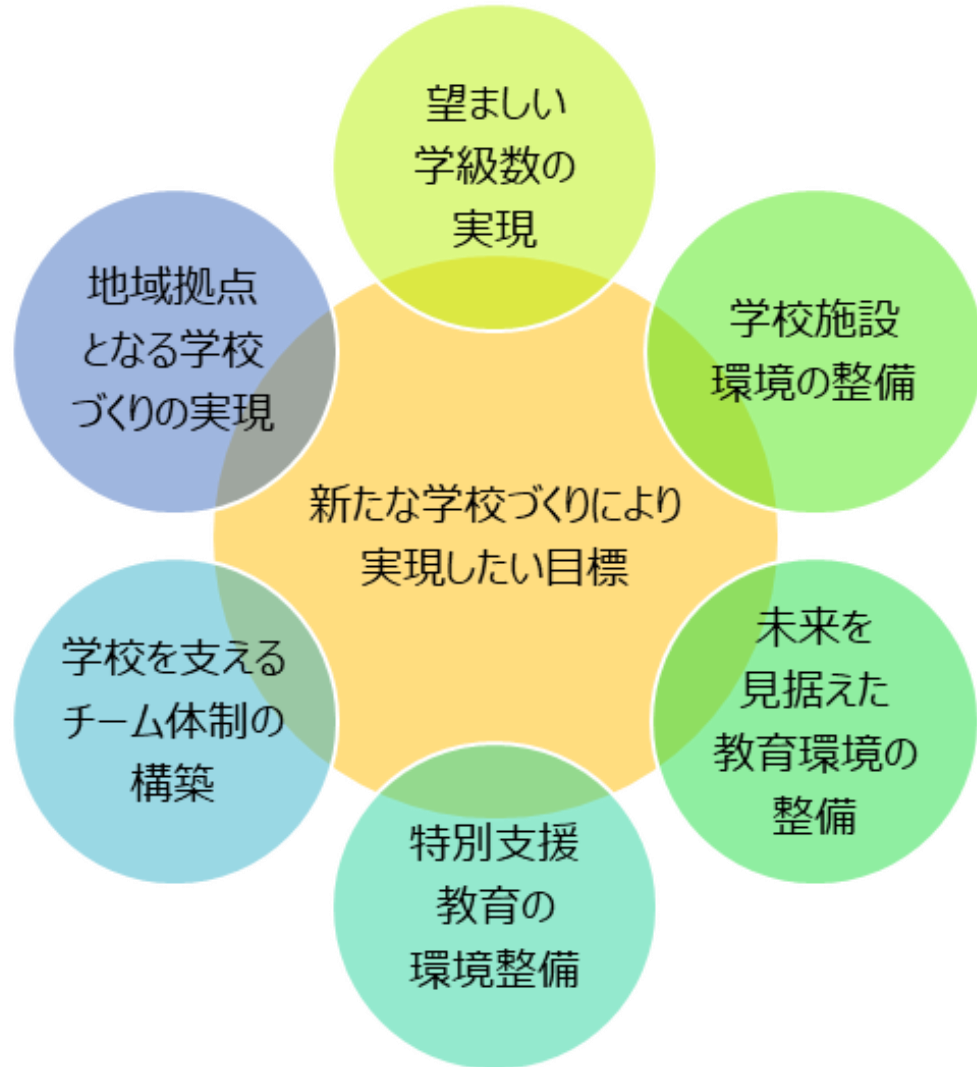 望ましい
学級数の
実現
学校施設
環境の整備
未来を
見据えた
教育環境の
整備
特別支援
教育の
環境整備
学校を支える
チーム体制の
構築
地域拠点
となる学校
づくりの実現
新たな学校づくりにより
実現したい目標